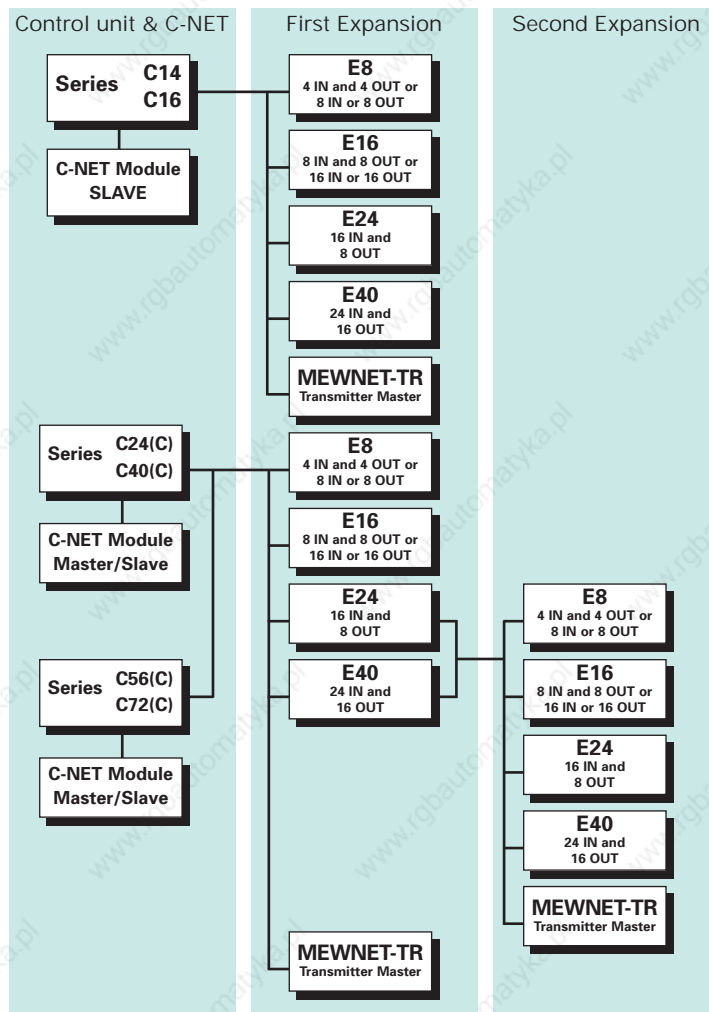 Control unit & C-NET
First Expansion
Second Expansion
Series C14
C16
C-NET Module
SLAVE
E8
4 IN and 4 OUT or
8 IN or 8 OUT
E16
8 IN and 8 OUT or
16 IN or 16 OUT
E24
16 IN and
8 OUT
E40
24 IN and
16 OUT
MEWNET-TR
Transmitter Master
Series C24(C)
C40(C)
C-NET Module
Master/Slave
Series C56(C)
C72(C)
C-NET Module
Master/Slave
E8
4 IN and 4 OUT or
8 IN or 8 OUT
E16
8 IN and 8 OUT or
16 IN or 16 OUT
E24
16 IN and
8 OUT
E40
24 IN and
16 OUT
MEWNET-TR
Transmitter Master
E8
4 IN and 4 OUT or
8 IN or 8 OUT
E16
8 IN and 8 OUT or
16 IN or 16 OUT
E24
16 IN and
8 OUT
E40
24 IN and
16 OUT
MEWNET-TR
Transmitter Master
www.rgbautomatyka.pl